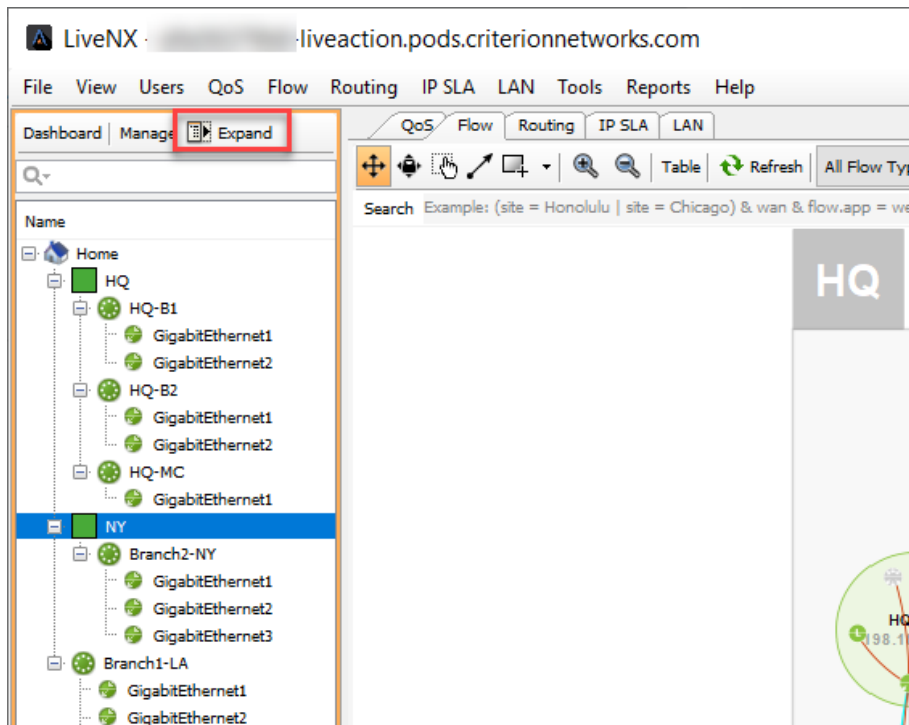 LiveNX - -liveaction.pods.criterionnetworks.com
File View Users QoS Flow Routing IP SLA LAN Tools Reports Help
Dashboard Manage Expand
QoS Flow Routing IP SLA LAN
Table Refresh All Flow Typ
Search Example: (site = Honolulu | site = Chicago) & wan & flow.app = we
Name
Home
HQ
HQ
HQ-B1
GigabitEthernet1
GigabitEthernet2
HQ-B2
GigabitEthernet1
GigabitEthernet2
HQ-MC
GigabitEthernet1
NY
Branch2-NY
GigabitEthernet1
GigabitEthernet2
GigabitEthernet3
HQ
198.1
Branch1-LA
GigabitEthernet1
GigabitEthernet2